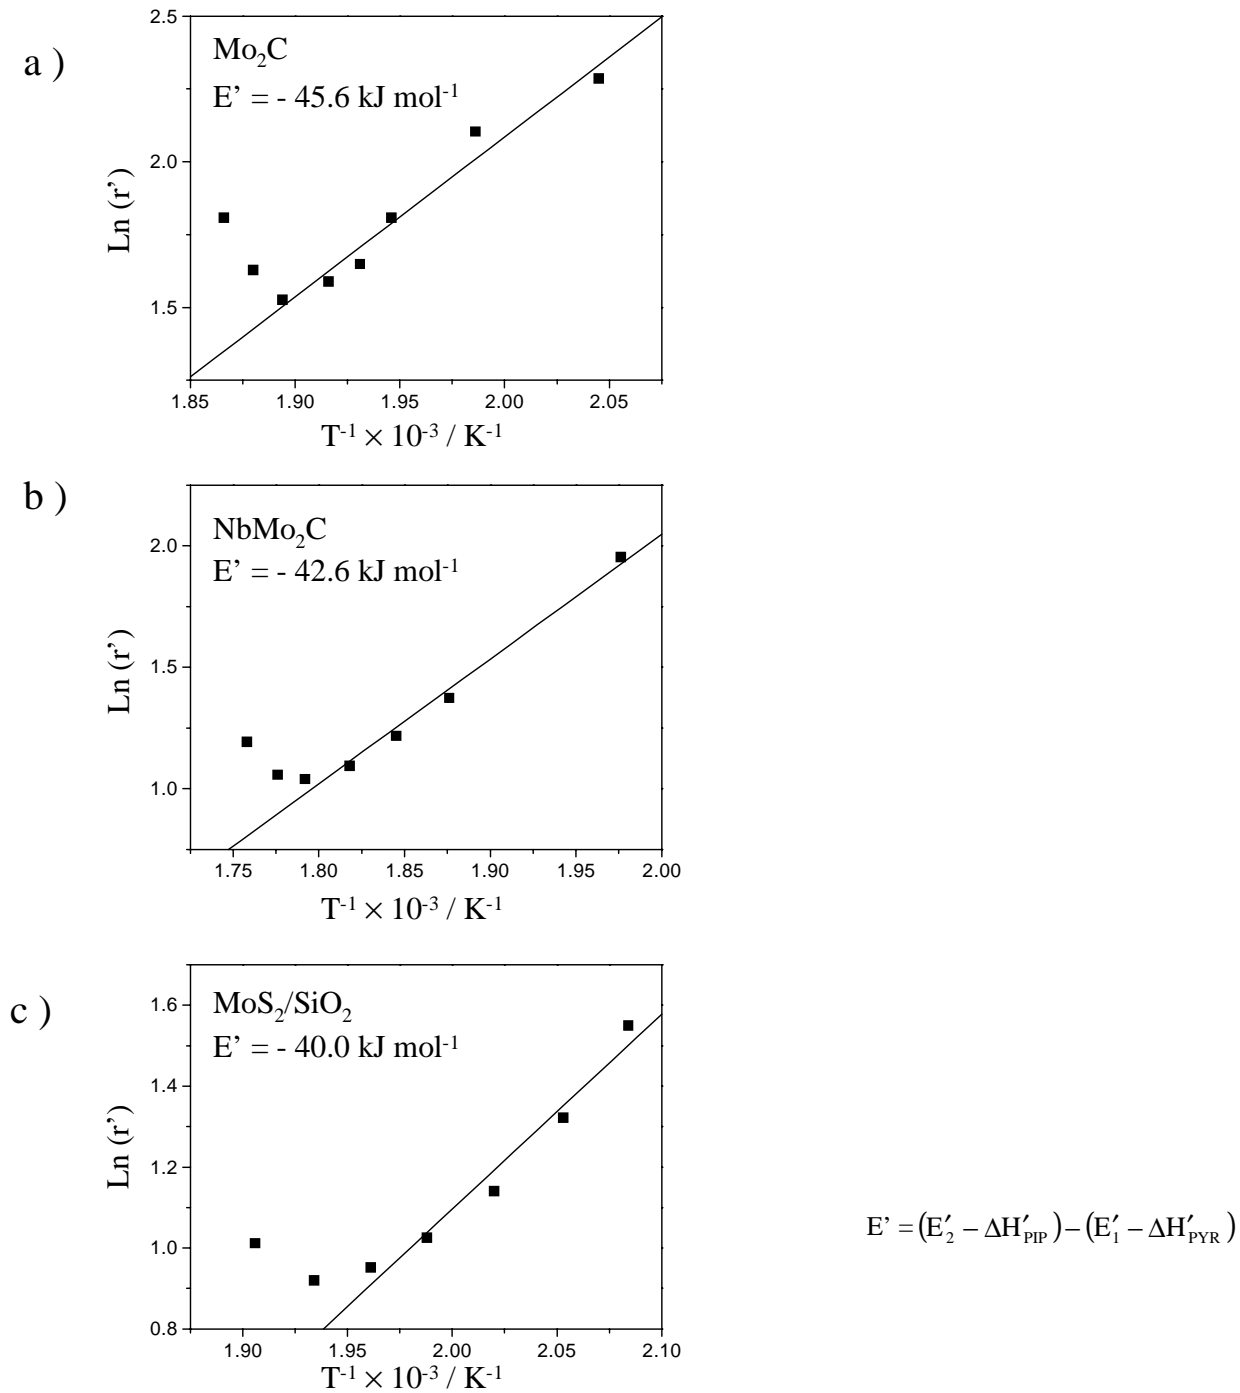 a )
Mo₂C
E’ = - 45.6 kJ mol⁻¹
Ln (r’)
2.5
2.0
1.5
1.85 1.90 1.95 2.00 2.05
T⁻¹ × 10⁻³ / K⁻¹
b )
NbMo₂C
E’ = - 42.6 kJ mol⁻¹
Ln (r’)
2.0
1.5
1.0
1.75 1.80 1.85 1.90 1.95 2.00
T⁻¹ × 10⁻³ / K⁻¹
c )
MoS₂/SiO₂
E’ = - 40.0 kJ mol⁻¹
Ln (r’)
1.6
1.4
1.2
1.0
0.8
1.90 1.95 2.00 2.05 2.10
T⁻¹ × 10⁻³ / K⁻¹
E’ = (E′₂ − ΔH′PIP) − (E′₁ − ΔH′PYR)